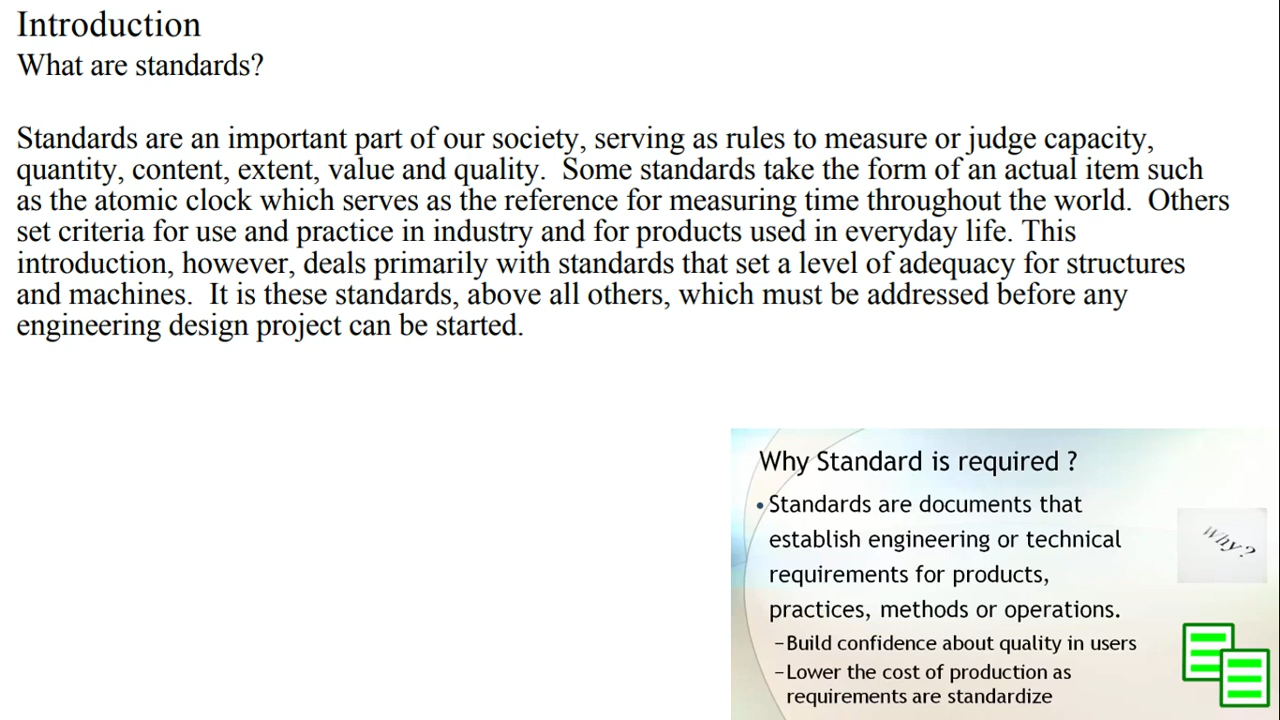 Introduction
What are standards?
Standards are an important part of our society, serving as rules to measure or judge capacity,
quantity, content, extent, value and quality.  Some standards take the form of an actual item such
as the atomic clock which serves as the reference for measuring time throughout the world.  Others
set criteria for use and practice in industry and for products used in everyday life. This
introduction, however, deals primarily with standards that set a level of adequacy for structures
and machines.  It is these standards, above all others, which must be addressed before any
engineering design project can be started.
Why Standard is required ?
•Standards are documents that
establish engineering or technical
requirements for products,
practices, methods or operations.
–Build confidence about quality in users
–Lower the cost of production as
requirements are standardize
Why?